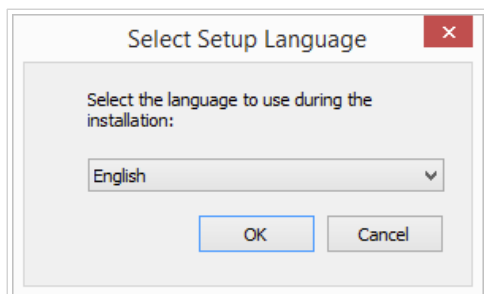 Select Setup Language
Select the language to use during the
installation:
English
OK
Cancel